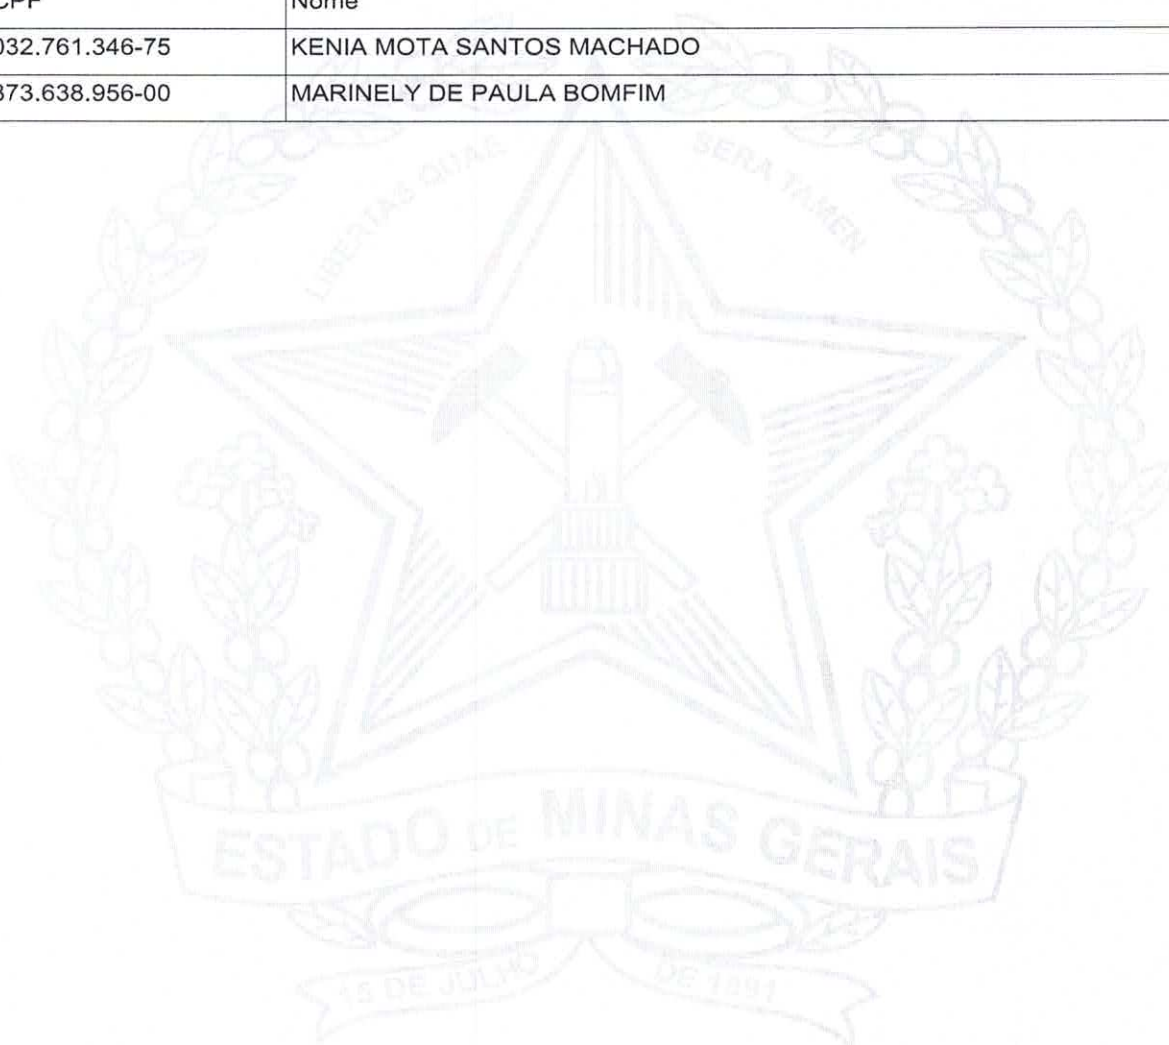 CPF Nome
032.761.346-75 KENIA MOTA SANTOS MACHADO
873.638.956-00 MARINELY DE PAULA BOMFIM
LIBERTAS QUAE SERA TAMEN
ESTADO DE MINAS GERAIS
15 DE JULHO DE 1891